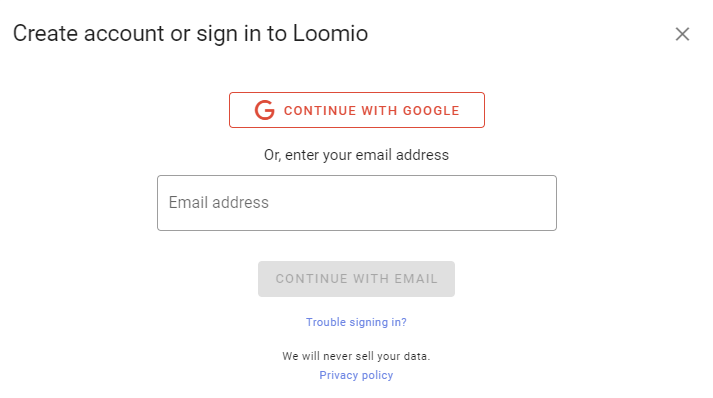 Create account or sign in to Loomio
CONTINUE WITH GOOGLE
Or, enter your email address
Email address
CONTINUE WITH EMAIL
Trouble signing in?
We will never sell your data.
Privacy policy